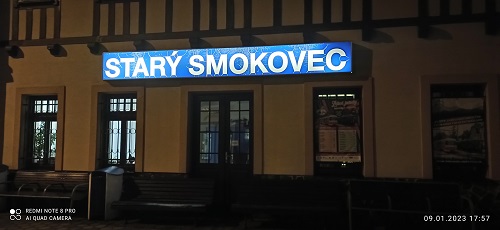 STARÝ SMOKOVEC
REDMI NOTE 8 PRO
AI QUAD CAMERA
09.01.2023 17:57